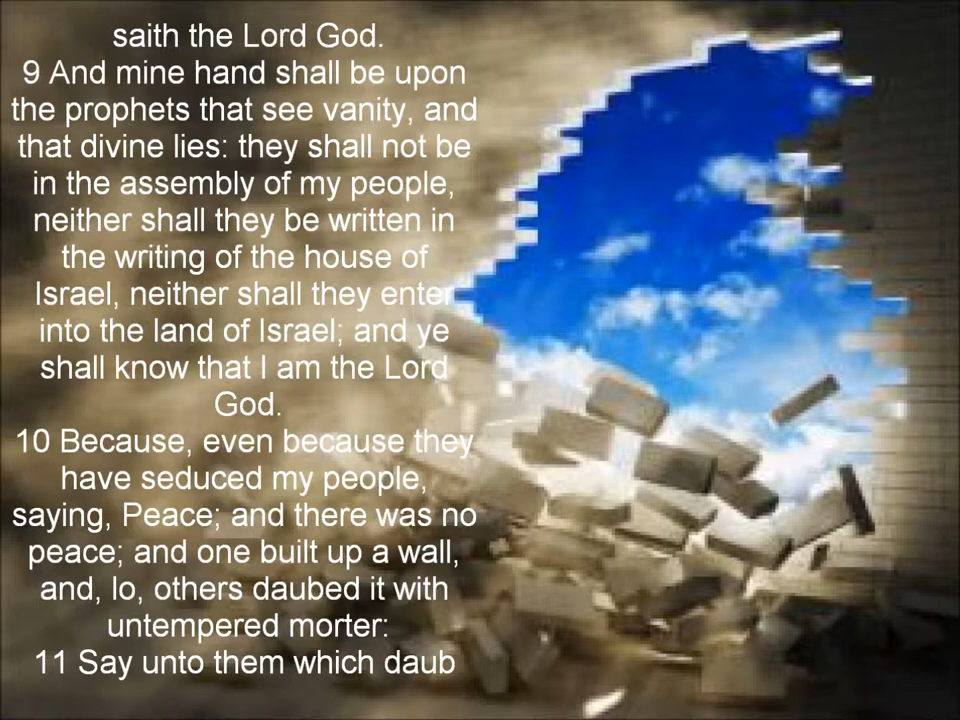 saith the Lord God.
9 And mine hand shall be upon
the prophets that see vanity, and
that divine lies: they shall not be
in the assembly of my people,
neither shall they be written in
the writing of the house of
Israel, neither shall they enter
into the land of Israel; and ye
shall know that I am the Lord
God.
10 Because, even because they
have seduced my people,
saying, Peace; and there was no
peace; and one built up a wall,
and, lo, others daubed it with
untempered morter:
11 Say unto them which daub